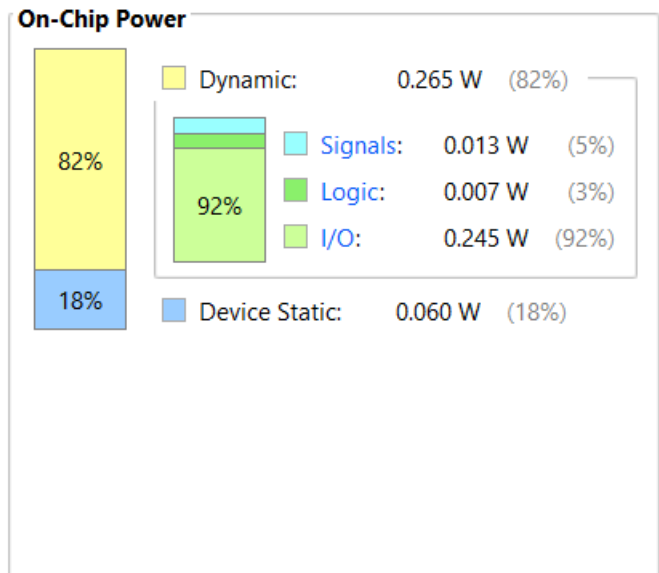 On-Chip Power
82%
18%
Dynamic: 0.265 W (82%)
92%
Signals: 0.013 W (5%)
Logic: 0.007 W (3%)
I/O: 0.245 W (92%)
Device Static: 0.060 W (18%)